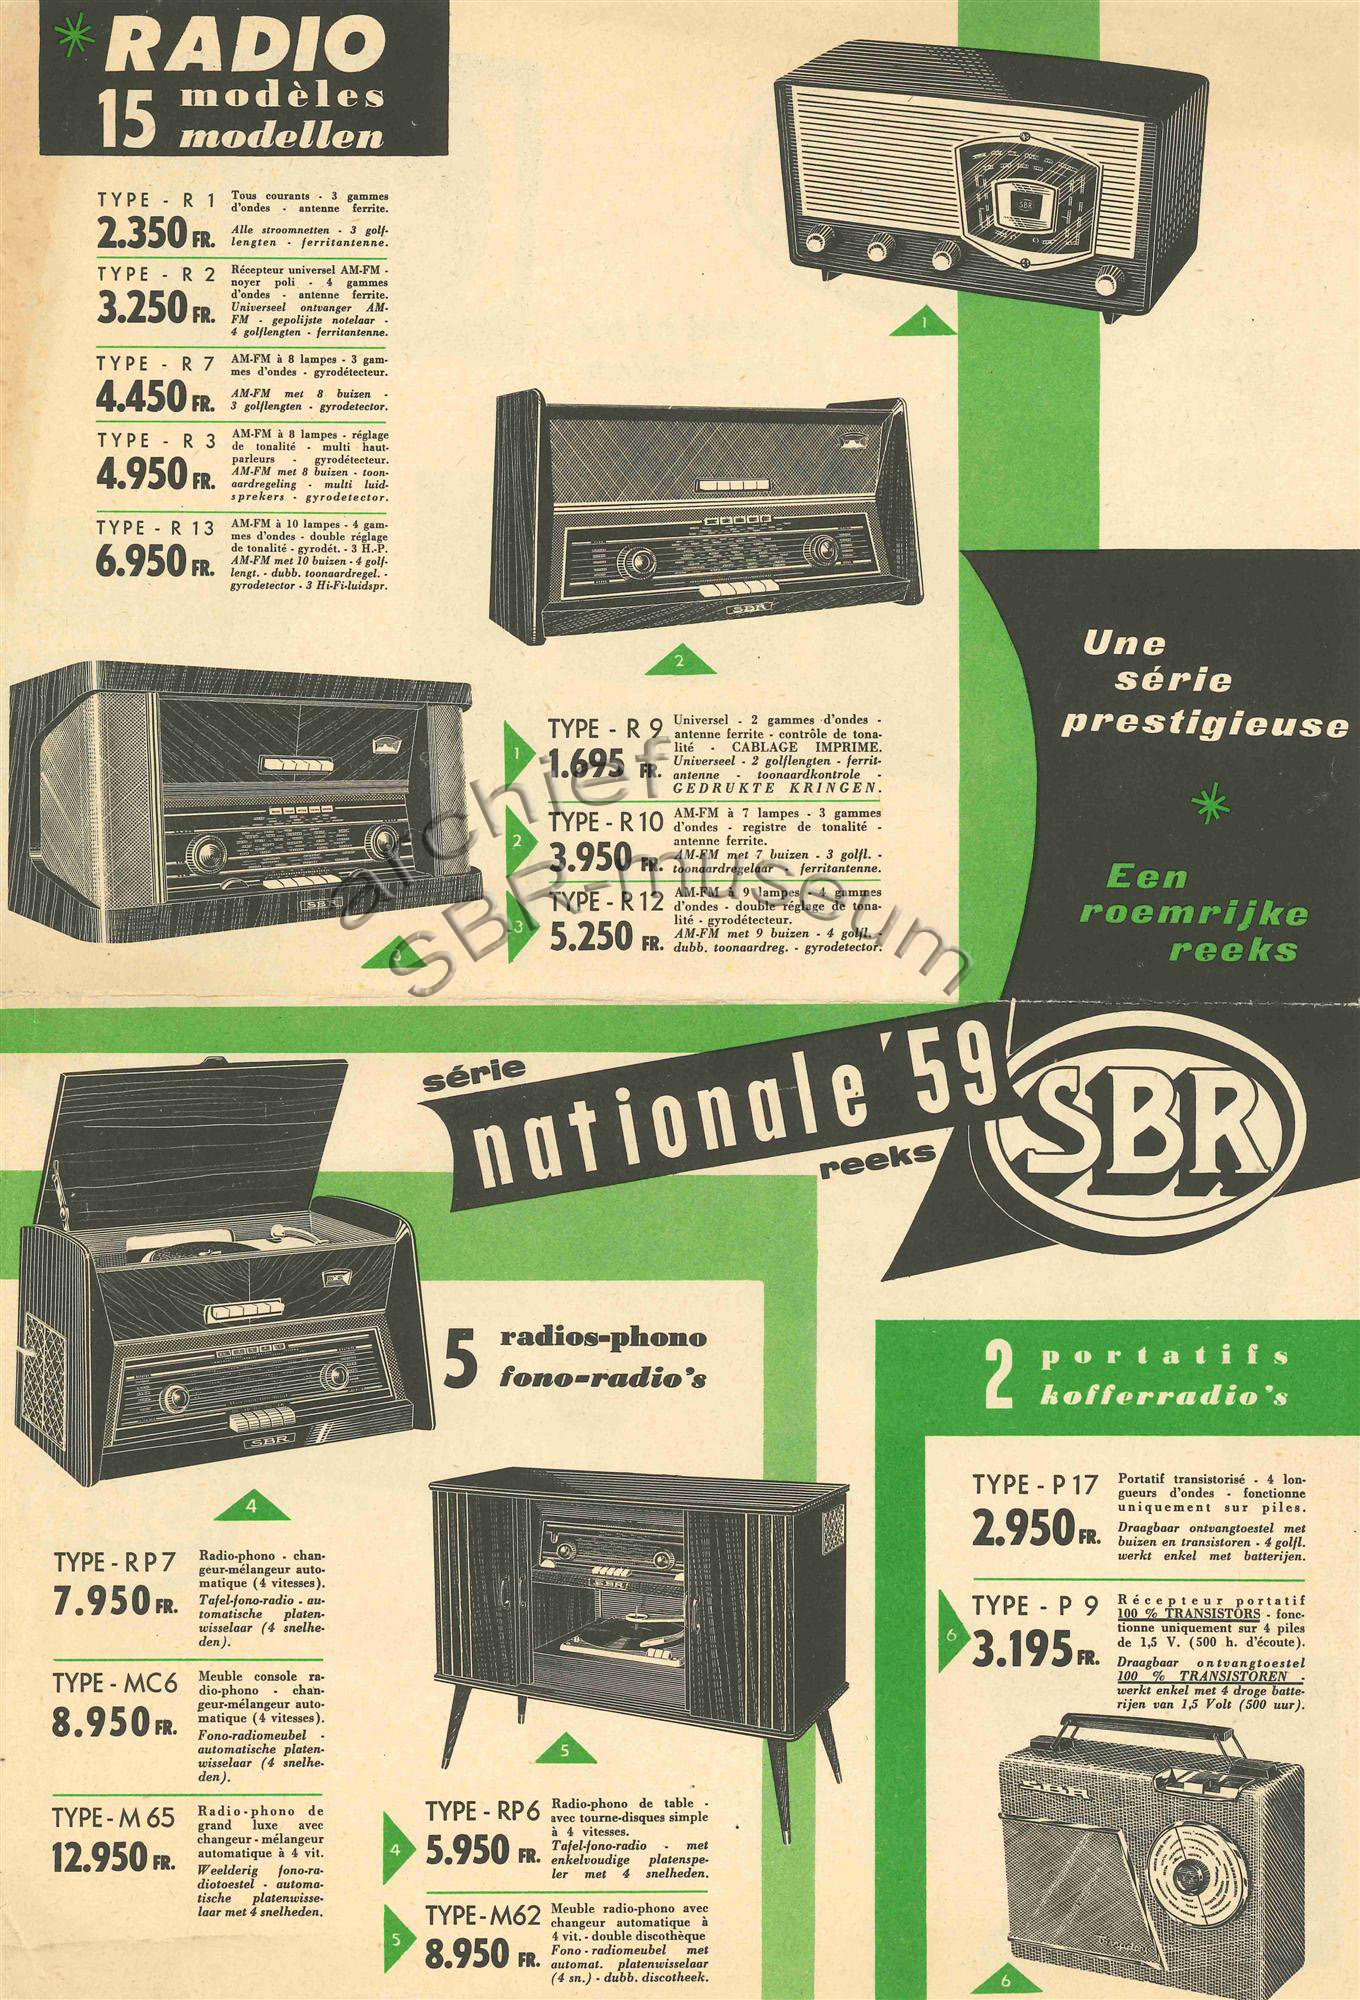 * RADIO
15 modèles
modellen
TYPE - R 1
2.350 FR.
Tous courants - 3 gammes
d'ondes - antenne ferrite.
Alle stroomnetten - 3 golf-
lengten - ferritantenne.
TYPE - R 2
3.250 FR.
Récepteur universel AM-FM -
noyer poli - 4 gammes
d'ondes - antenne ferrite.
Universeel ontvanger AM-
FM - gepolijste notelaar -
4 golflengten - ferritantenne.
TYPE - R 7
4.450 FR.
AM-FM à 8 lampes - 3 gam-
mes d'ondes - gyrodétecteur.
AM-FM met 8 buizen -
3 golflengten - gyrodetector.
TYPE - R 3
4.950 FR.
AM-FM à 8 lampes - réglage
de tonalité - multi haut-
parleurs - gyrodétecteur.
AM-FM met 8 buizen - toon-
aardregeling - multi luid-
sprekers - gyrodetector.
TYPE - R 13
6.950 FR.
AM-FM à 10 lampes - 4 gam-
mes d'ondes - double réglage
de tonalité - gyrodét. - 3 H.-P.
AM-FM met 10 buizen - 4 golf-
lengt. - dubb. toonaardregel. -
gyrodetector - 3 Hi-Fi-luidspr.
SBR
1
SBR
2
SBR
3
1
TYPE - R 9
1.695 FR.
Universel - 2 gammes d'ondes -
antenne ferrite - contrôle de tona-
lité - CABLAGE IMPRIME.
Universeel - 2 golflengten - ferrit-
antenne - toonaardkontrole -
GEDRUKTE KRINGEN.
2
TYPE - R 10
3.950 FR.
AM-FM à 7 lampes - 3 gammes
d'ondes - registre de tonalité -
antenne ferrite.
AM-FM met 7 buizen - 3 golfl. -
toonaardregelaar - ferritantenne.
3
TYPE - R 12
5.250 FR.
AM-FM à 9 lampes - 4 gammes
d'ondes - double réglage de tona-
lité - gyrodétecteur.
AM-FM met 9 buizen - 4 golfl. -
dubb. toonaardreg. - gyrodetector.
archief
SBR-museum
Une
série
prestigieuse
*
Een
roemrijke
reeks
série
nationale '59
reeks
SBR
SBR
4
5 radios-phono
fono-radio's
2 portatifs
kofferradio's
TYPE - P 17
2.950 FR.
Portatif transistorisé - 4 lon-
gueurs d'ondes - fonctionne
uniquement sur piles.
Draagbaar ontvangtoestel met
buizen en transistoren - 4 golfl.
werkt enkel met batterijen.
6
TYPE - P 9
3.195 FR.
Récepteur portatif
100 % TRANSISTORS - fonc-
tionne uniquement sur 4 piles
de 1,5 V. (500 h. d'écoute).
Draagbaar ontvangtoestel
100 % TRANSISTOREN -
werkt enkel met 4 droge batte-
rijen van 1,5 Volt (500 uur).
TYPE - RP7
7.950 FR.
Radio-phono - chan-
geur-mélangeur auto-
matique (4 vitesses).
Tafel-fono-radio - au-
tomatische platen-
wisselaar (4 snelhe-
den).
TYPE - MC6
8.950 FR.
Meuble console ra-
dio-phono - chan-
geur-mélangeur auto-
matique (4 vitesses).
Fono-radiomeubel -
automatische platen-
wisselaar (4 snelhe-
den).
TYPE - M 65
12.950 FR.
Radio-phono de
grand luxe avec
changeur - mélangeur
automatique à 4 vit.
Weelderig fono-ra-
diotoestel - automa-
tische platenwisse-
laar met 4 snelheden.
SBR
5
4
TYPE - RP6
5.950 FR.
Radio-phono de table -
avec tourne-disques simple
à 4 vitesses.
Tafel-fono-radio - met
enkelvoudige platenspe-
ler met 4 snelheden.
5
TYPE-M62
8.950 FR.
Meuble radio-phono avec
changeur automatique à
4 vit. - double discothèque
Fono - radiomeubel met
automat. platenwisselaar
(4 sn.) - dubb. discotheek.
SBR
6